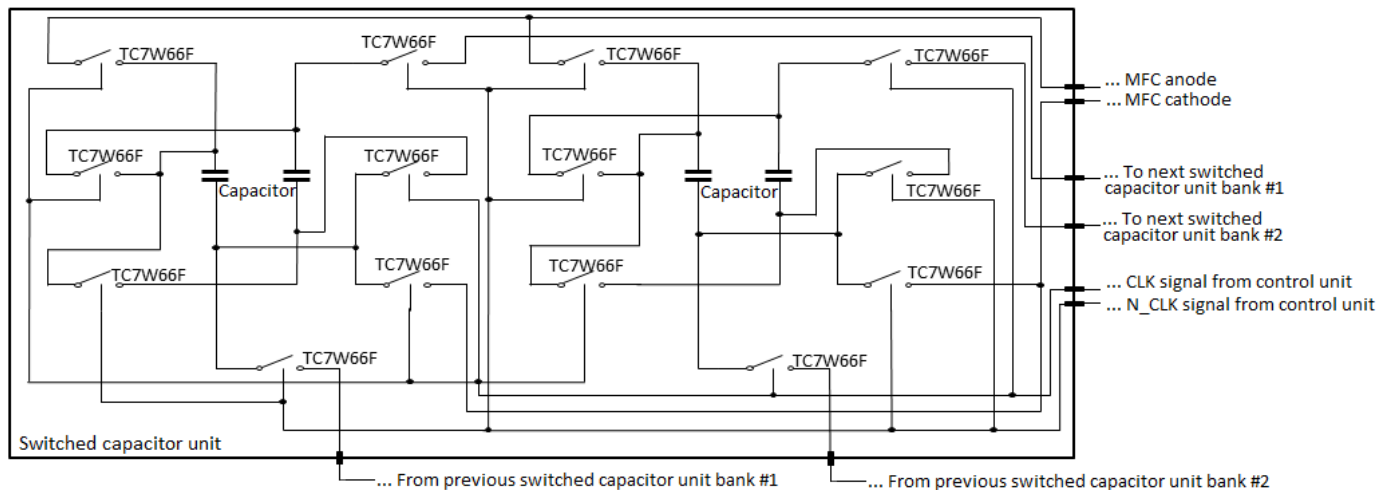 TC7W66F
TC7W66F
TC7W66F
TC7W66F
... MFC anode
... MFC cathode
TC7W66F
TC7W66F
TC7W66F
Capacitor
Capacitor
TC7W66F
... To next switched
capacitor unit bank #1
... To next switched
capacitor unit bank #2
TC7W66F
TC7W66F
TC7W66F
TC7W66F
... CLK signal from control unit
... N_CLK signal from control unit
TC7W66F
TC7W66F
Switched capacitor unit
... From previous switched capacitor unit bank #1
... From previous switched capacitor unit bank #2